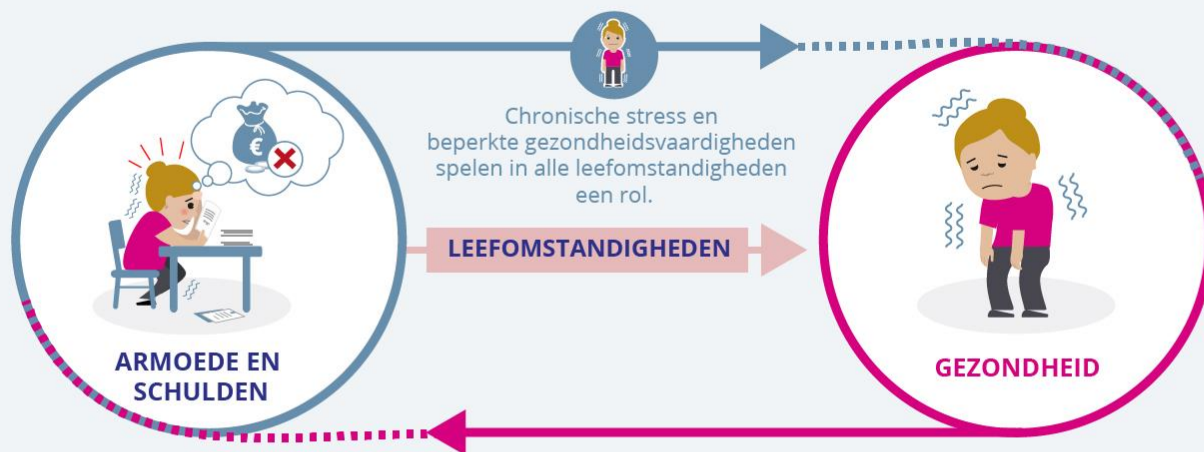 Chronische stress en
beperkte gezondheidsvaardigheden
spelen in alle leefomstandigheden
een rol.
LEEFOMSTANDIGHEDEN
€
ARMOEDE EN
SCHULDEN
GEZONDHEID